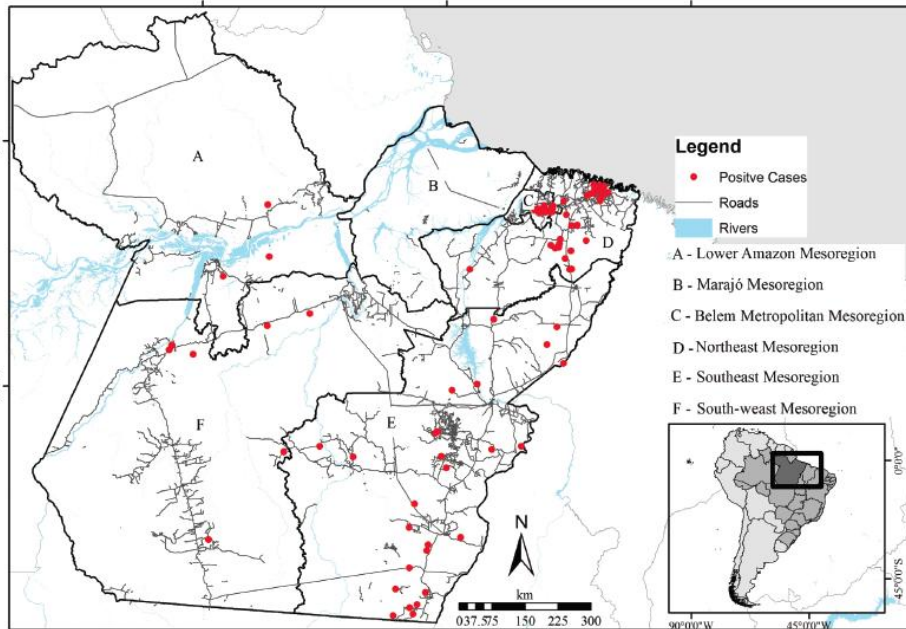 A
B
C
D
E
F
Legend
Positve Cases
Roads
Rivers
A - Lower Amazon Mesoregion
B - Marajó Mesoregion
C - Belem Metropolitan Mesoregion
D - Northeast Mesoregion
E - Southeast Mesoregion
F - South-weast Mesoregion
N
km
037.575 150 225 300
0°0'0"
45°0'0"S
90°0'0"W 45°0'0"W